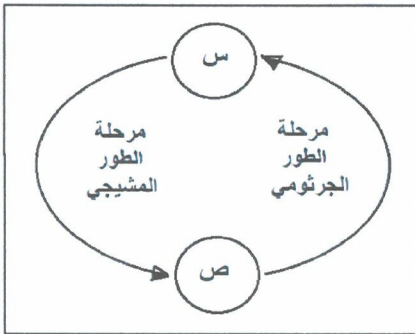 س
مرحلة
الطور
الجرثومي
مرحلة
الطور
المشيجي
ص